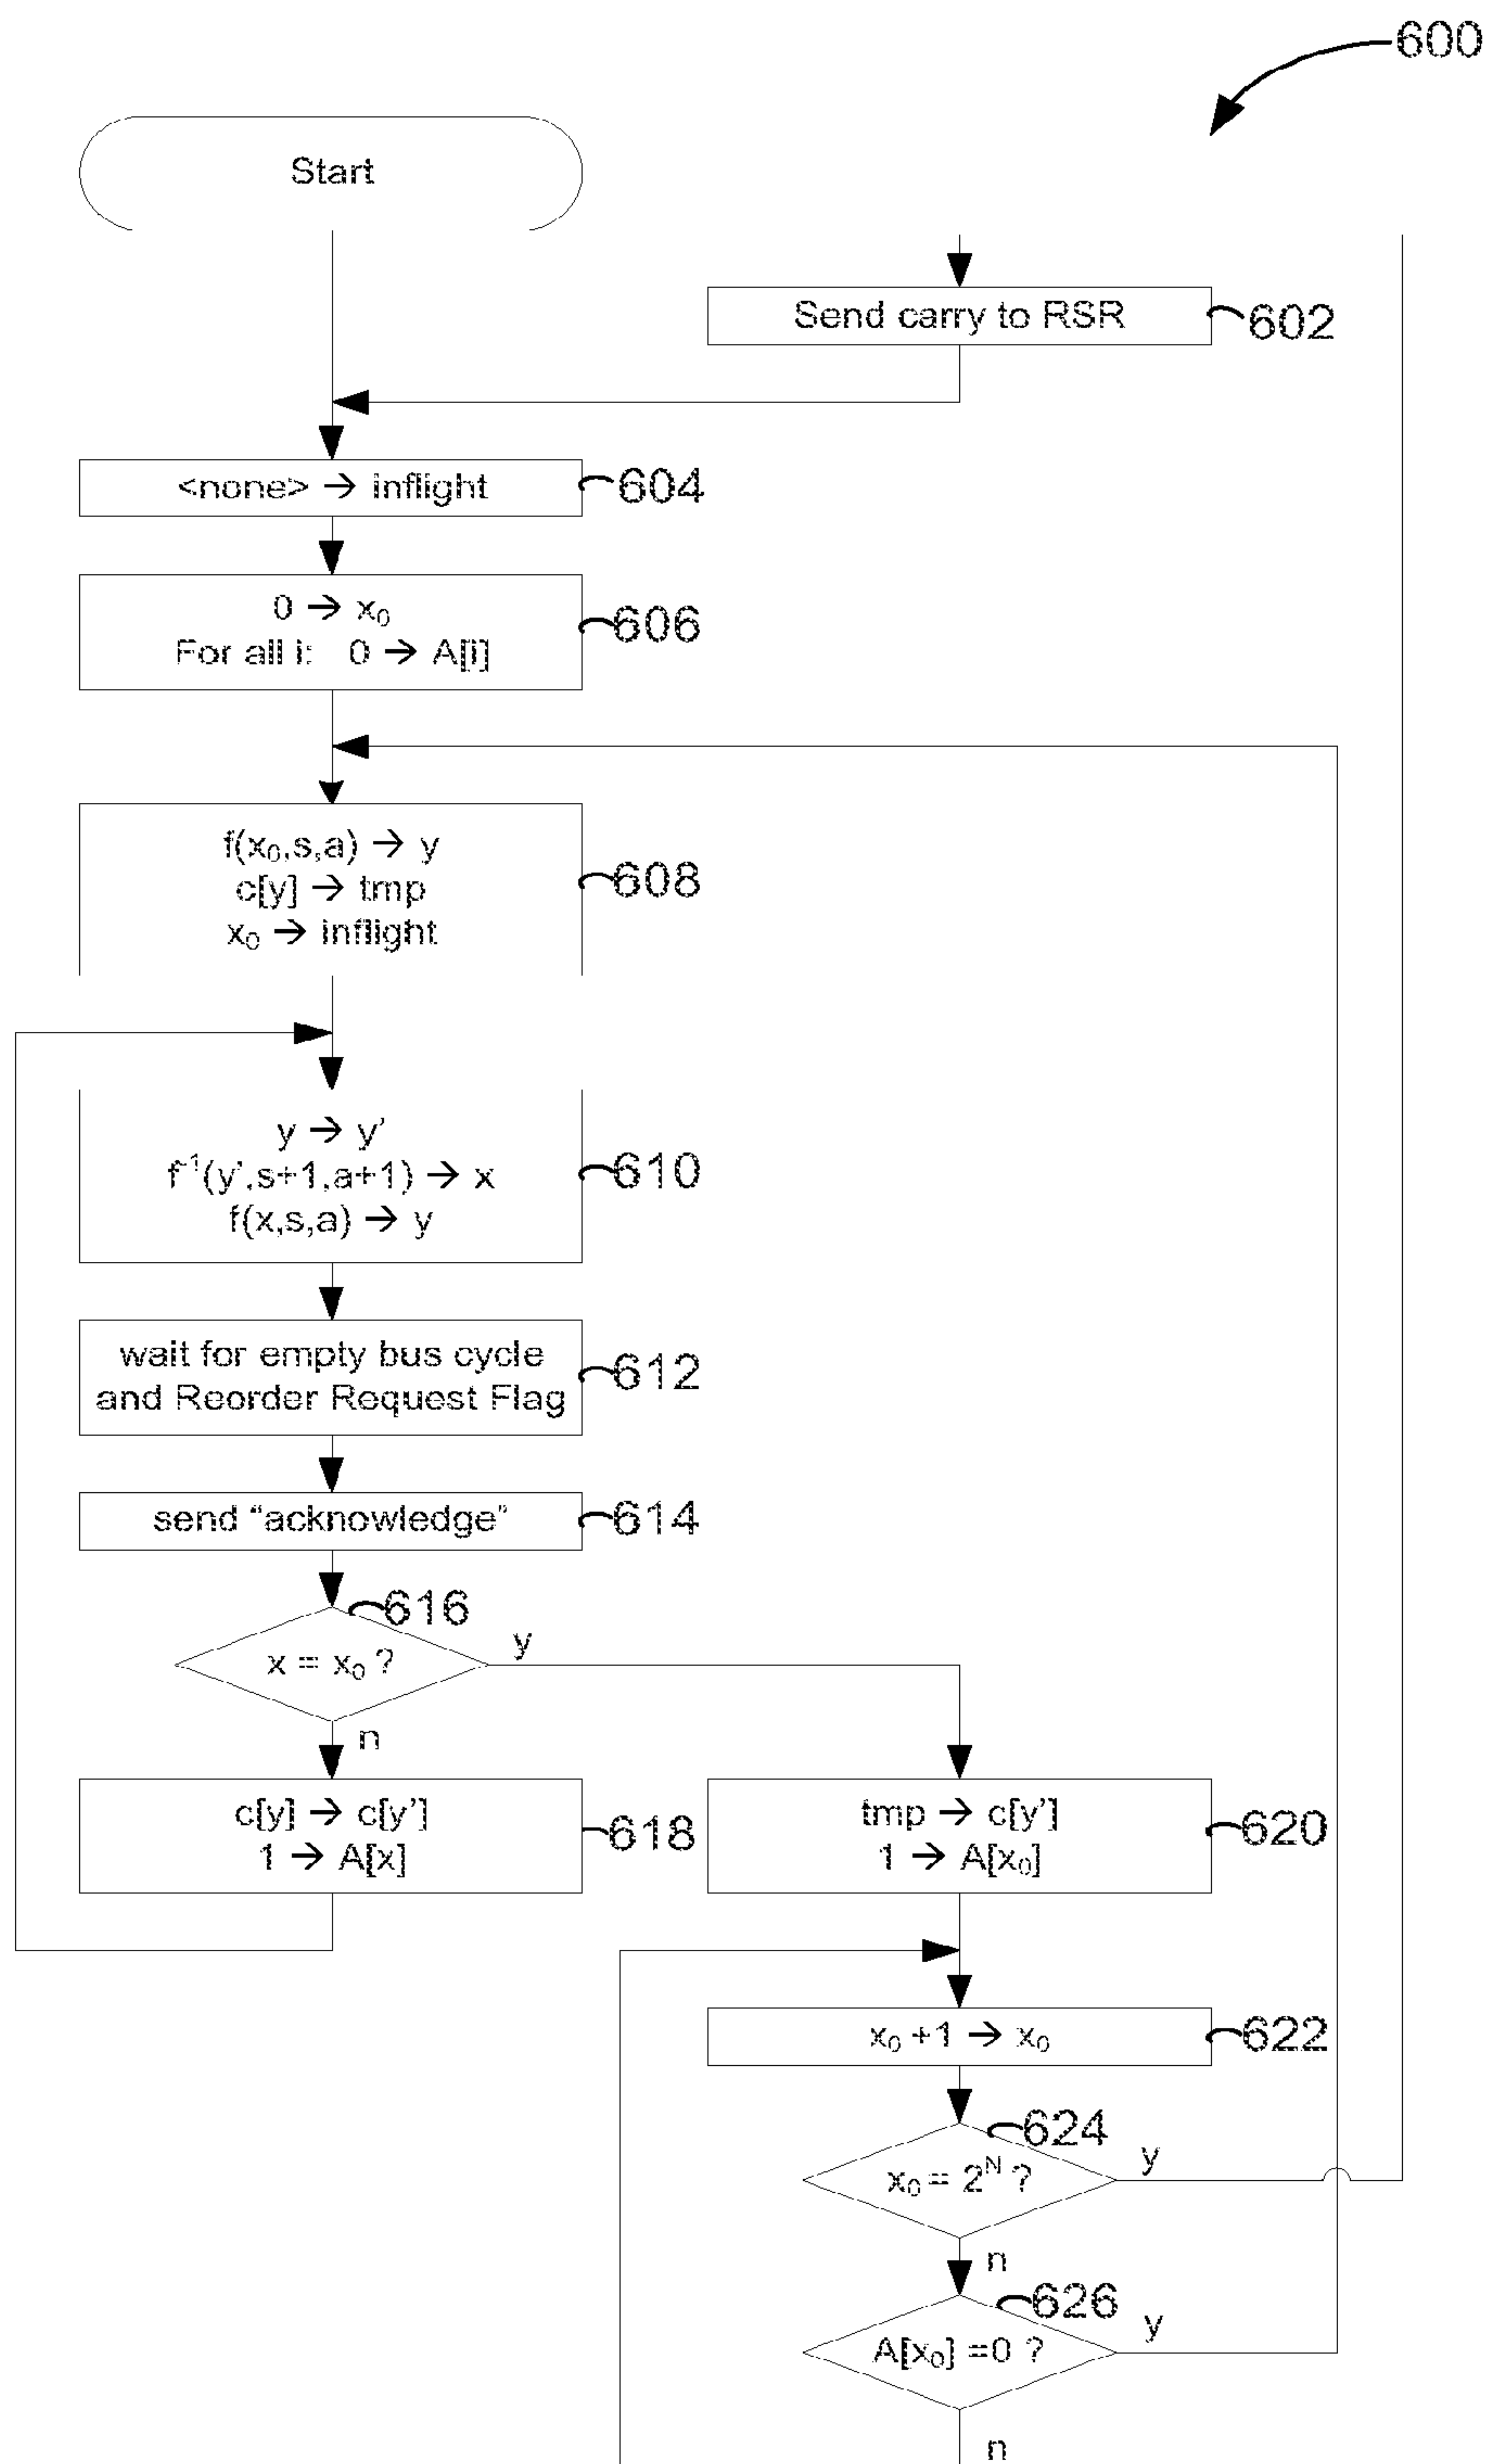 600
Start
Send carry to RSR
602
<none> → inflight
604
0 → x₀
For all i: 0 → A[i]
606
f(x₀,s,a) → y
c[y] → tmp
x₀ → inflight
608
y → y'
f⁻¹(y',s+1,a+1) → x
f(x,s,a) → y
610
wait for empty bus cycle
and Reorder Request Flag
612
send “acknowledge”
614
616
x = x₀ ?
y
n
c[y] → c[y']
1 → A[x]
618
tmp → c[y']
1 → A[x₀]
620
x₀ +1 → x₀
622
624
x₀ = 2ᴺ ?
y
n
626
A[x₀] =0 ?
y
n